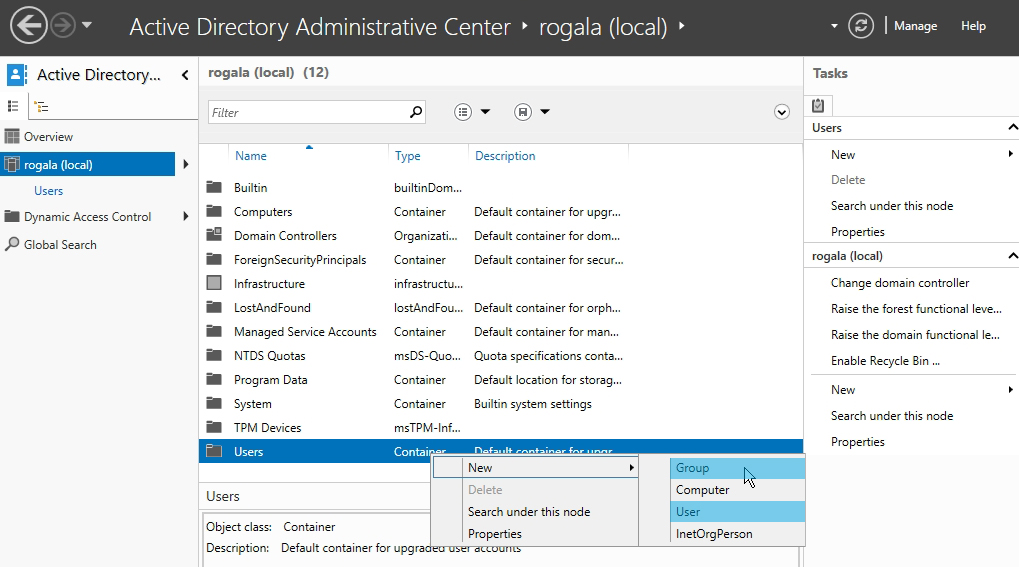 Active Directory Administrative Center ‣ rogala (local) ‣
Manage
Help
Active Directory...
Overview
rogala (local)
Users
Dynamic Access Control
Global Search
rogala (local) (12)
Filter
Name Type Description
Builtin builtinDom...
Computers Container Default container for upgr...
Domain Controllers Organizati... Default container for dom...
ForeignSecurityPrincipals Container Default container for secur...
Infrastructure infrastructu...
LostAndFound lostAndFou... Default container for orph...
Managed Service Accounts Container Default container for man...
NTDS Quotas msDS-Quo... Quota specifications conta...
Program Data Container Default location for storag...
System Container Builtin system settings
TPM Devices msTPM-Inf...
Users Container Default container for upgr...
New
Delete
Search under this node
Properties
Group
Computer
User
InetOrgPerson
Users
Object class: Container
Description: Default container for upgraded user accounts
Tasks
Users
New
Delete
Search under this node
Properties
rogala (local)
Change domain controller
Raise the forest functional leve...
Raise the domain functional le...
Enable Recycle Bin ...
New
Search under this node
Properties